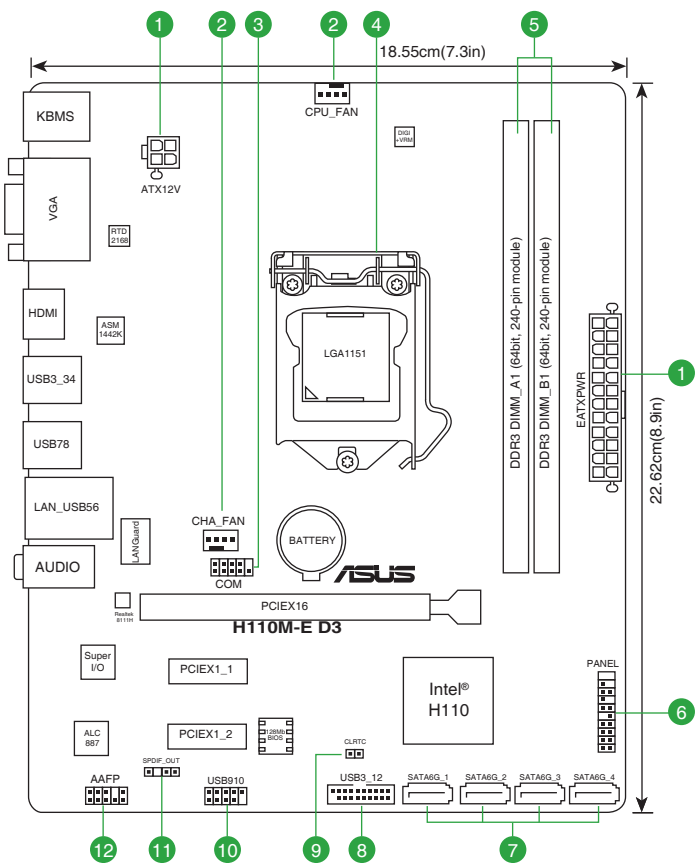 1
2
3
2
4
5
18.55cm(7.3in)
KBMS
CPU_FAN
DIGI
+VRM
ATX12V
VGA
RTD
2168
HDMI
ASM
1442K
LGA1151
DDR3 DIMM_A1 (64bit, 240-pin module)
DDR3 DIMM_B1 (64bit, 240-pin module)
EATXPWR
1
22.62cm(8.9in)
USB3_34
USB78
LAN_USB56
LANGuard
CHA_FAN
BATTERY
AUDIO
COM
ASUS
Realtek
8111H
PCIEX16
H110M-E D3
Super
I/O
PCIEX1_1
Intel®
H110
PANEL
6
ALC
887
PCIEX1_2
128Mb
BIOS
CLRTC
SPDIF_OUT
AAFP
USB910
USB3_12
SATA6G_1
SATA6G_2
SATA6G_3
SATA6G_4
12
11
10
9
8
7